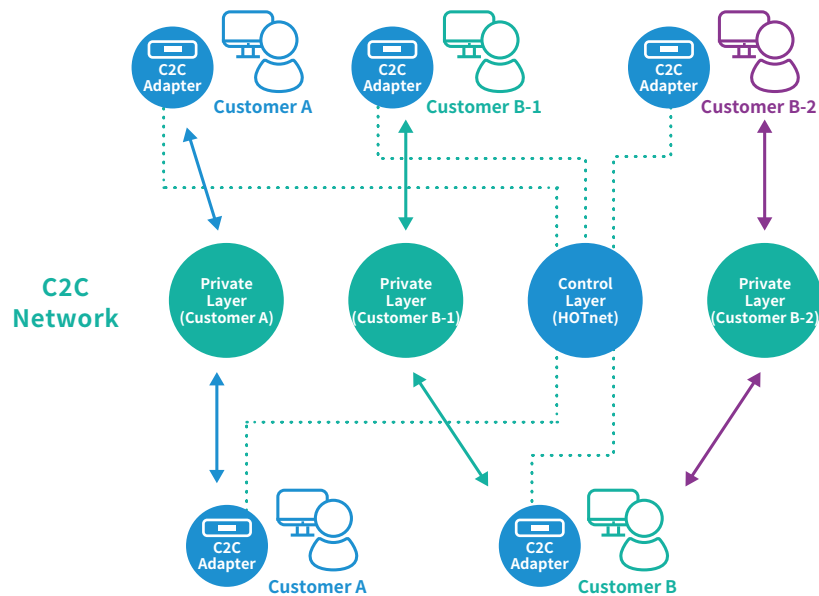 C2C
Adapter
Customer A
C2C
Adapter
Customer B-1
C2C
Adapter
Customer B-2
C2C
Network
Private
Layer
(Customer A)
Private
Layer
(Customer B-1)
Control
Layer
(HOTnet)
Private
Layer
(Customer B-2)
C2C
Adapter
Customer A
C2C
Adapter
Customer B